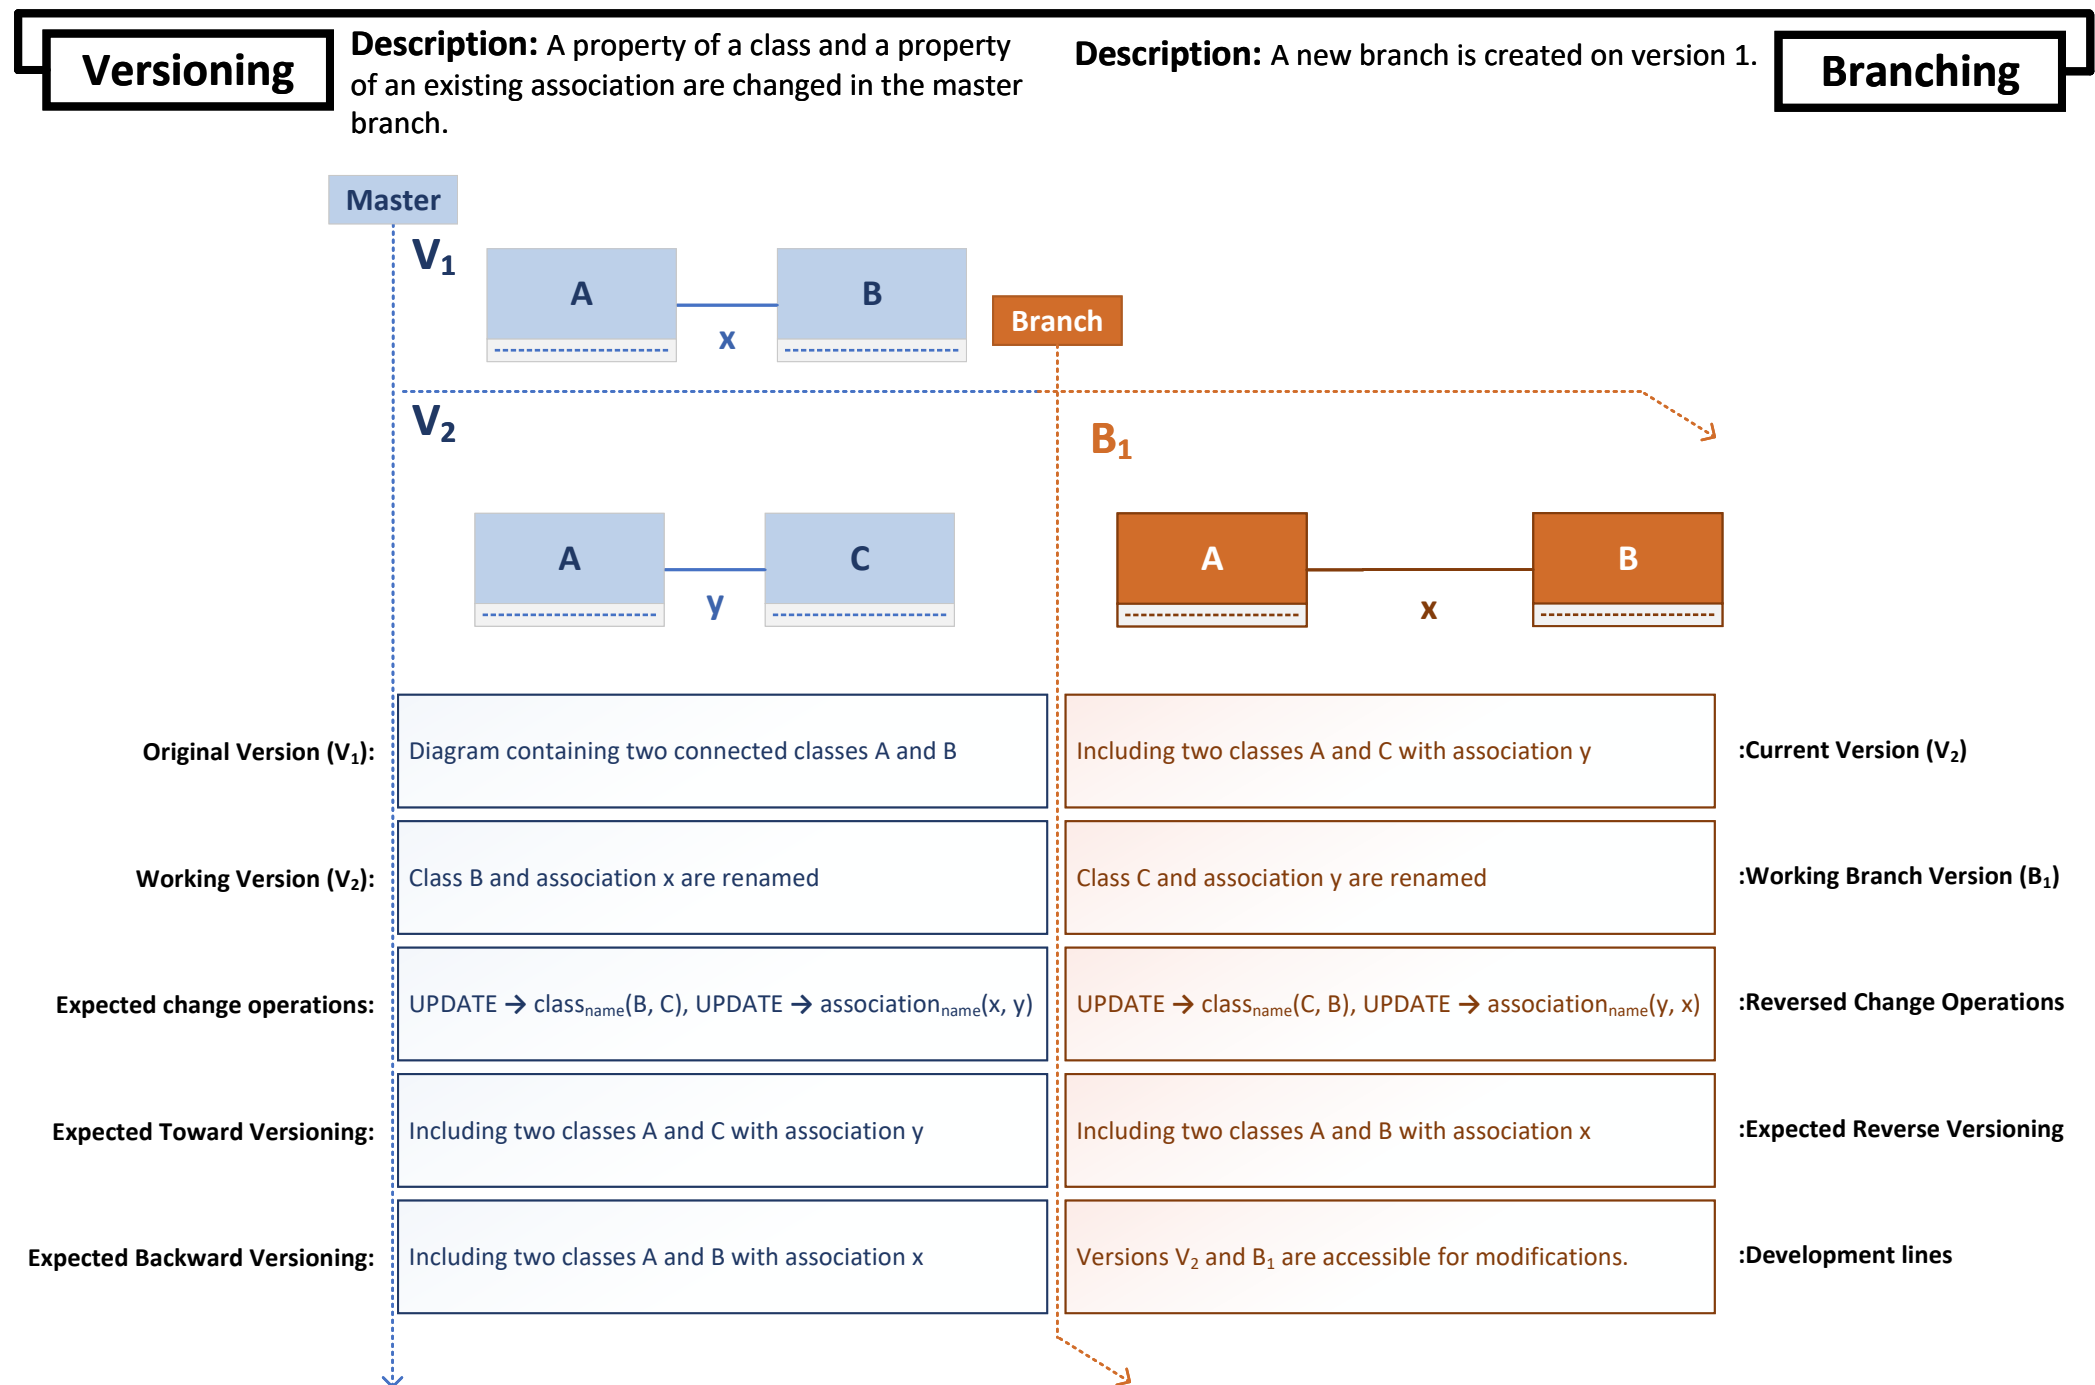 Versioning
Description: A property of a class and a property
of an existing association are changed in the master
branch.
Description: A new branch is created on version 1.
Branching
Master
V₁
A
B
x
Branch
V₂
B₁
A
C
y
A
B
x
Original Version (V₁):
Diagram containing two connected classes A and B
Including two classes A and C with association y
:Current Version (V₂)
Working Version (V₂):
Class B and association x are renamed
Class C and association y are renamed
:Working Branch Version (B₁)
Expected change operations:
UPDATE → class_name(B, C), UPDATE → association_name(x, y)
UPDATE → class_name(C, B), UPDATE → association_name(y, x)
:Reversed Change Operations
Expected Toward Versioning:
Including two classes A and C with association y
Including two classes A and B with association x
:Expected Reverse Versioning
Expected Backward Versioning:
Including two classes A and B with association x
Versions V₂ and B₁ are accessible for modifications.
:Development lines